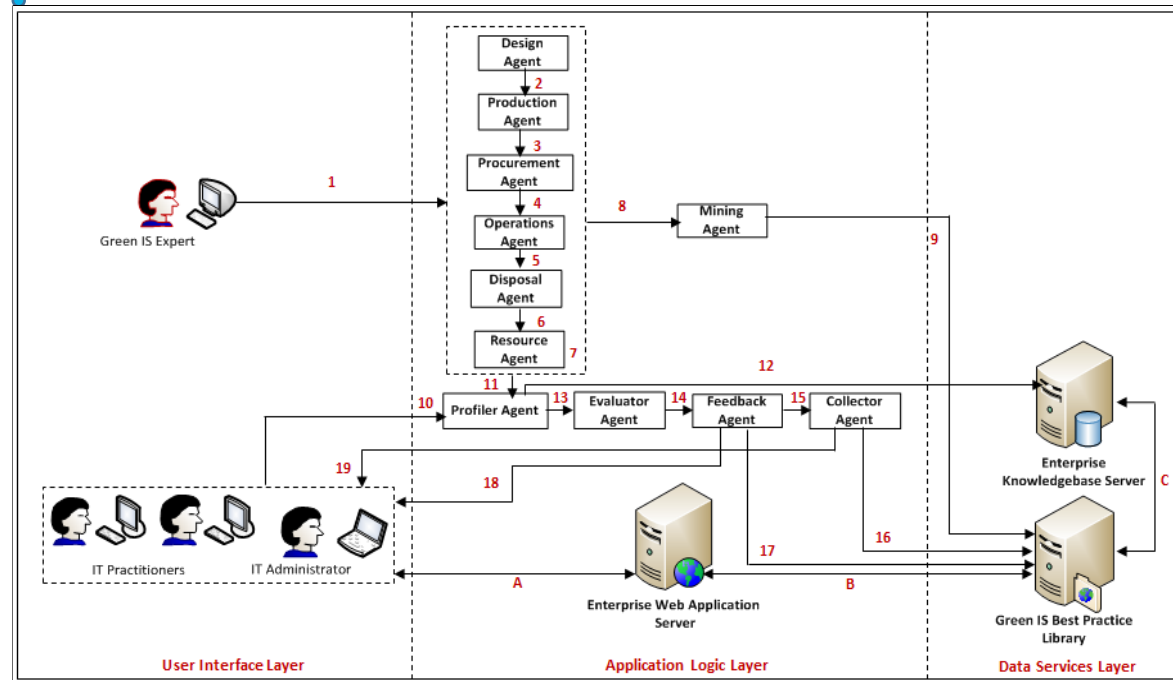 Design
Agent
2
Production
Agent
3
Procurement
Agent
4
Operations
Agent
5
Disposal
Agent
6
Resource
Agent
7
1
Green IS Expert
8
Mining
Agent
9
10
11
Profiler Agent
12
13
Evaluator
Agent
14
Feedback
Agent
15
Collector
Agent
Enterprise
Knowledgebase Server
C
19
18
16
17
IT Practitioners
IT Administrator
A
B
Enterprise Web Application
Server
Green IS Best Practice
Library
User Interface Layer
Application Logic Layer
Data Services Layer